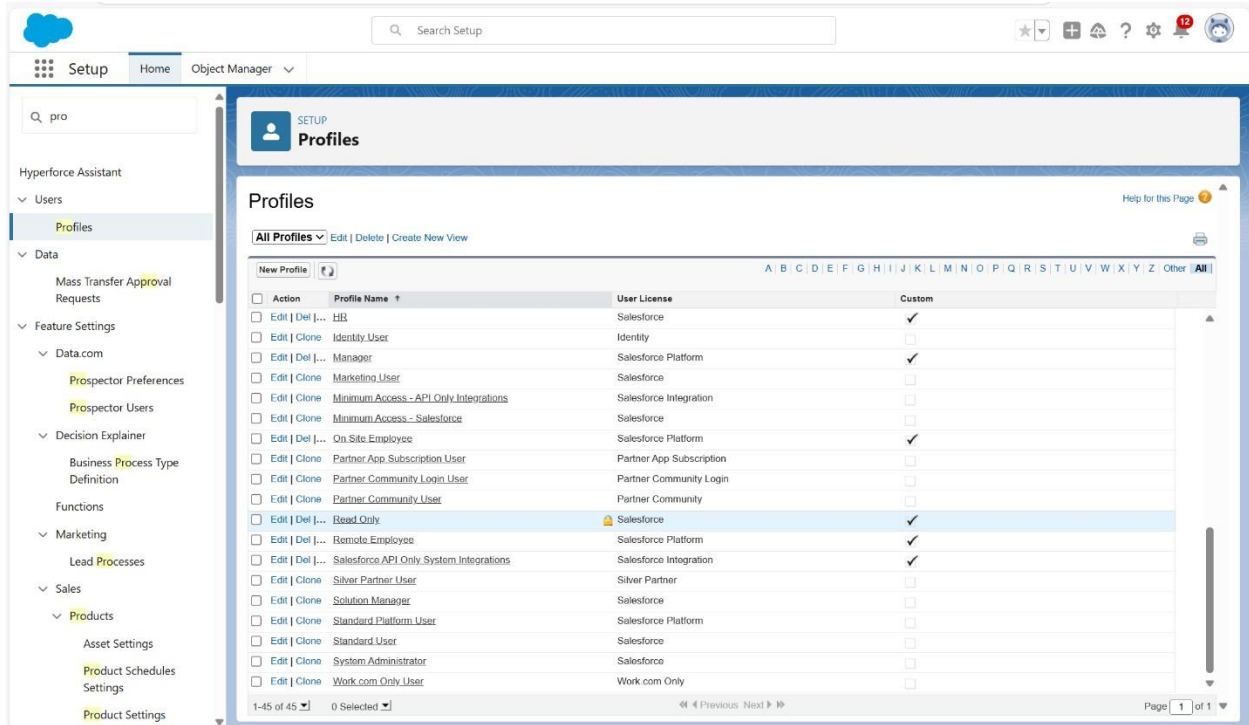 Search Setup
12
Setup
Home
Object Manager
pro
Hyperforce Assistant
Users
Profiles
Data
Mass Transfer Approval
Requests
Feature Settings
Data.com
Prospector Preferences
Prospector Users
Decision Explainer
Business Process Type
Definition
Functions
Marketing
Lead Processes
Sales
Products
Asset Settings
Product Schedules
Settings
Product Settings
SETUP
Profiles
Profiles
Help for this Page ?
All Profiles Edit | Delete | Create New View
New Profile
A | B | C | D | E | F | G | H | I | J | K | L | M | N | O | P | Q | R | S | T | U | V | W | X | Y | Z | Other | All
Action Profile Name ↑ User License Custom
Edit | Del |... HR Salesforce ✓
Edit | Clone Identity User Identity
Edit | Del |... Manager Salesforce Platform ✓
Edit | Clone Marketing User Salesforce
Edit | Clone Minimum Access - API Only Integrations Salesforce Integration
Edit | Clone Minimum Access - Salesforce Salesforce
Edit | Del |... On Site Employee Salesforce Platform ✓
Edit | Clone Partner App Subscription User Partner App Subscription
Edit | Clone Partner Community Login User Partner Community Login
Edit | Clone Partner Community User Partner Community
Edit | Del |... Read Only Salesforce ✓
Edit | Del |... Remote Employee Salesforce Platform ✓
Edit | Del |... Salesforce API Only System Integrations Salesforce Integration ✓
Edit | Clone Silver Partner User Silver Partner
Edit | Clone Solution Manager Salesforce
Edit | Clone Standard Platform User Salesforce Platform
Edit | Clone Standard User Salesforce
Edit | Clone System Administrator Salesforce
Edit | Clone Work.com Only User Work.com Only
1-45 of 45 0 Selected Previous Next Page 1 of 1